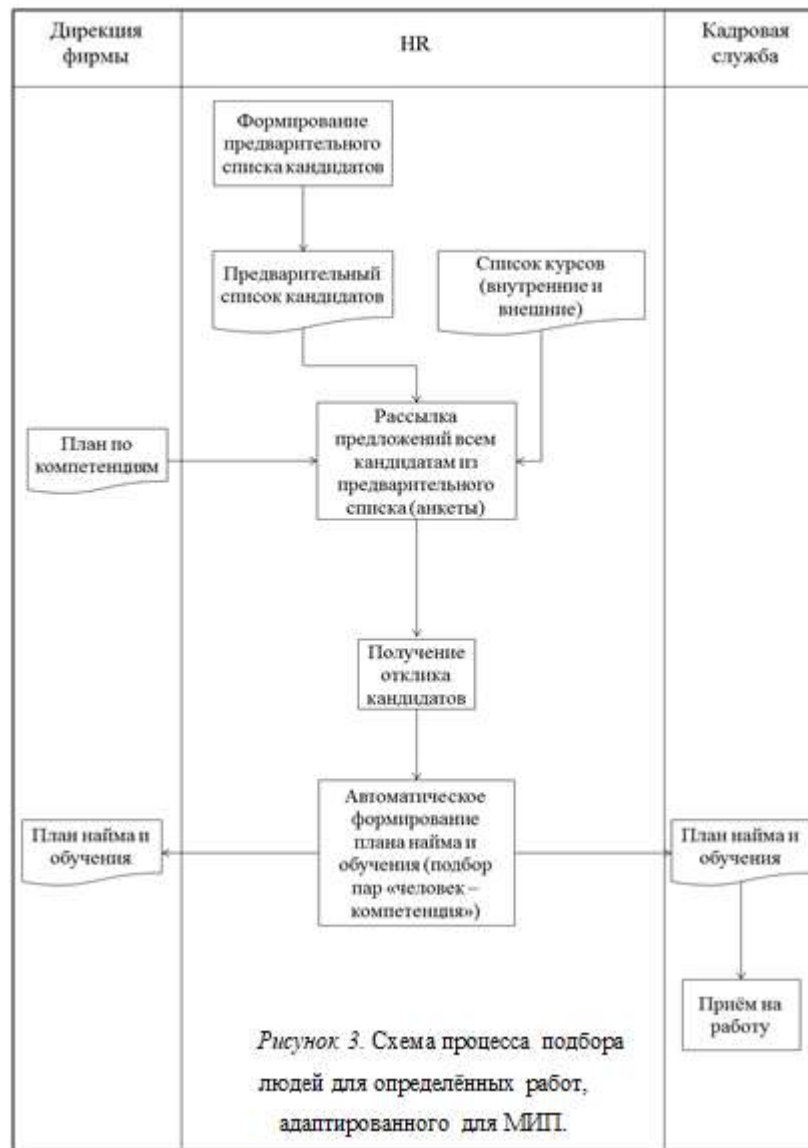 Дирекция
фирмы
HR
Кадровая
служба
Формирование
предварительного
списка кандидатов
Предварительный
список кандидатов
Список курсов
(внутренние и
внешние)
План по
компетенциям
Рассылка
предложений всем
кандидатам из
предварительного
списка (анкеты)
Получение
отклика
кандидатов
План найма и
обучения
Автоматическое
формирование
плана найма и
обучения (подбор
пар «человек –
компетенция»)
План найма и
обучения
Приём на
работу
Рисунок 3. Схема процесса подбора
людей для определённых работ,
адаптированного для МИП.